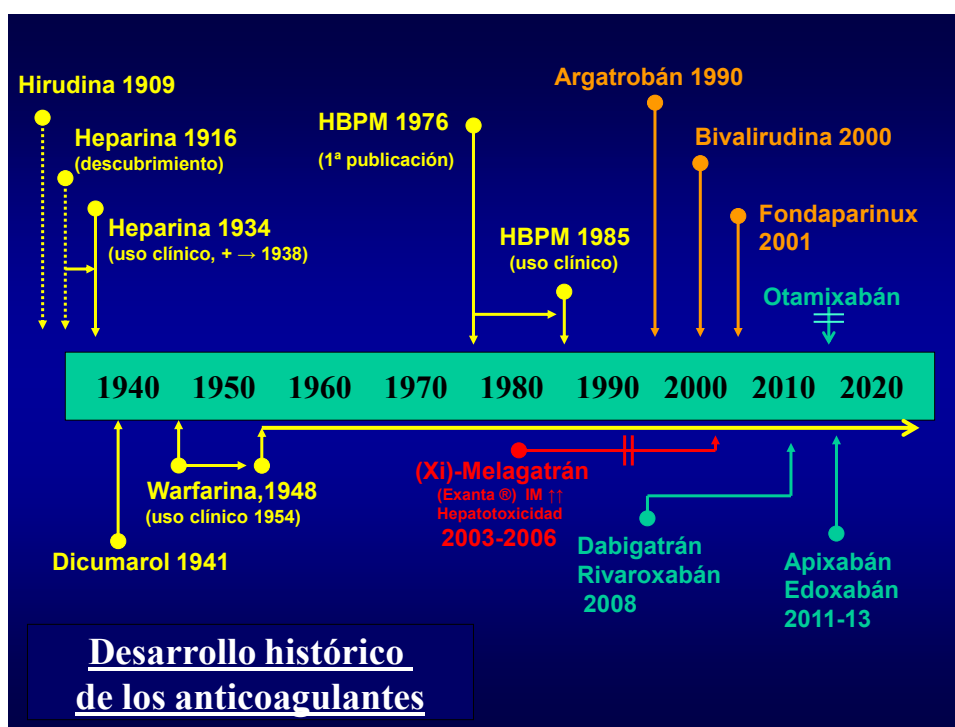 Hirudina 1909
Heparina 1916
(descubrimiento)
Heparina 1934
(uso clínico, + → 1938)
HBPM 1976
(1ª publicación)
HBPM 1985
(uso clínico)
Argatrobán 1990
Bivalirudina 2000
Fondaparinux
2001
Otamixabán
1940 1950 1960 1970 1980 1990 2000 2010 2020
Warfarina,1948
(uso clínico 1954)
Dicumarol 1941
(Xi)-Melagatrán
(Exanta ®) IM ↑↑
Hepatotoxicidad
2003-2006
Dabigatrán
Rivaroxabán
2008
Apixabán
Edoxabán
2011-13
Desarrollo histórico
de los anticoagulantes